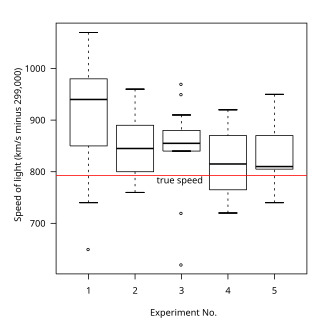 Speed of light (km/s minus 299,000)
1000
900
800
700
true speed
1 2 3 4 5
Experiment No.